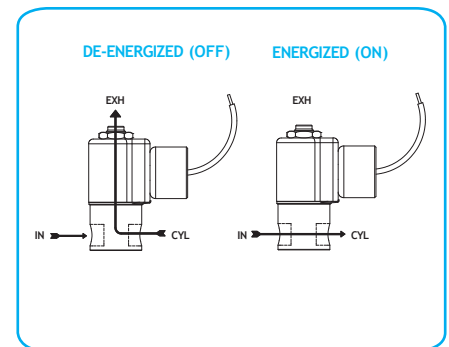 DE-ENERGIZED (OFF)
ENERGIZED (ON)
EXH
EXH
IN
CYL
IN
CYL